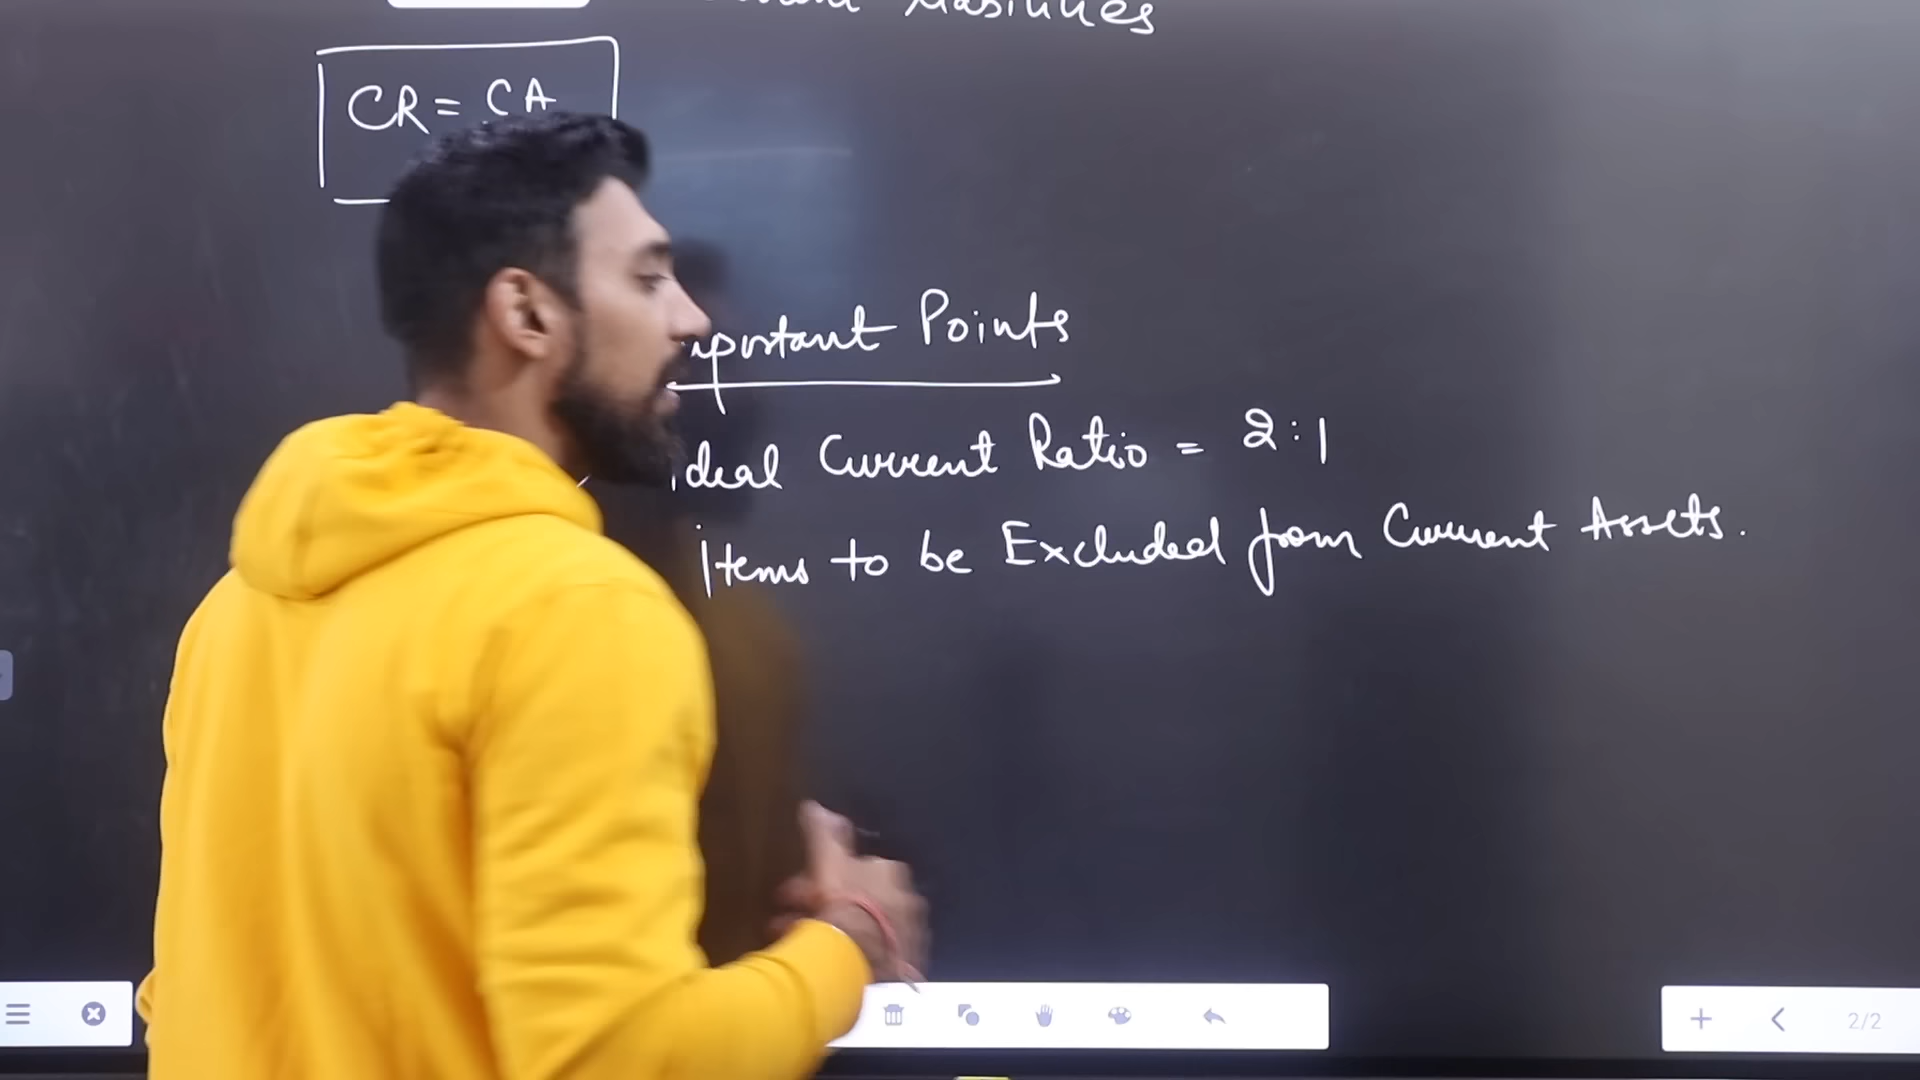 CR = CA
Points
Current Ratio = 2:1
Items to be Excluded from Current Assets.
2/2